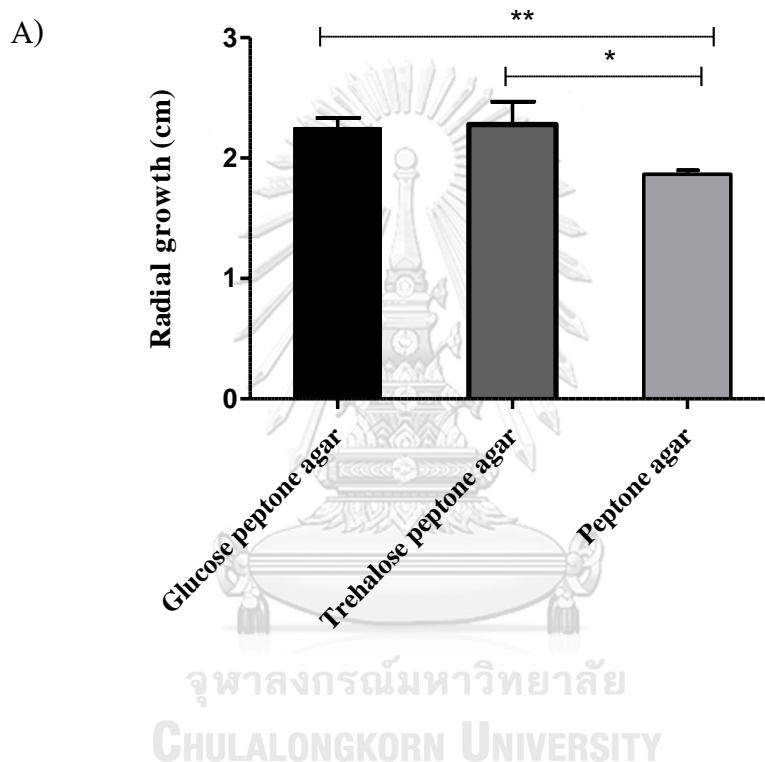 A)
**
*
3
2
1
0
Radial growth (cm)
Glucose peptone agar
Trehalose peptone agar
Peptone agar
จุฬาลงกรณ์มหาวิทยาลัย
CHULALONGKORN UNIVERSITY